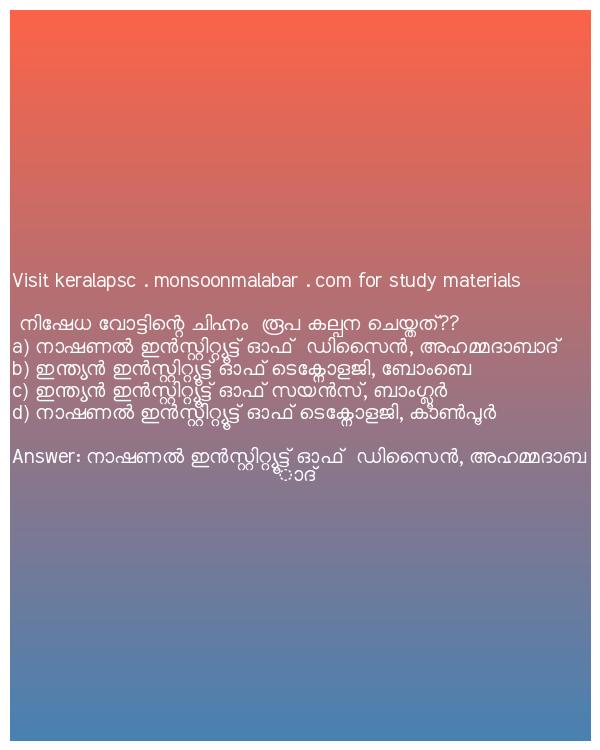 Visit keralapsc . monsoonmalabar . com for study materials
നിഷേധ വോട്ടിന്റെ ചിഹ്നം രൂപ കല്പന ചെയ്തത്??
a) നാഷണൽ ഇൻസ്റ്റിറ്റ്യൂട്ട് ഓഫ് ഡിസൈൻ, അഹമ്മദാബാദ്
b) ഇന്ത്യൻ ഇൻസ്റ്റിറ്റ്യൂട്ട് ഓഫ് ടെക്നോളജി, ബോംബെ
c) ഇന്ത്യൻ ഇൻസ്റ്റിറ്റ്യൂട്ട് ഓഫ് സയൻസ്, ബാംഗ്ലൂർ
d) നാഷണൽ ഇൻസ്റ്റിറ്റ്യൂട്ട് ഓഫ് ടെക്നോളജി, കാൺപൂർ
Answer: നാഷണൽ ഇൻസ്റ്റിറ്റ്യൂട്ട് ഓഫ് ഡിസൈൻ, അഹമ്മദാബ
ാദ്